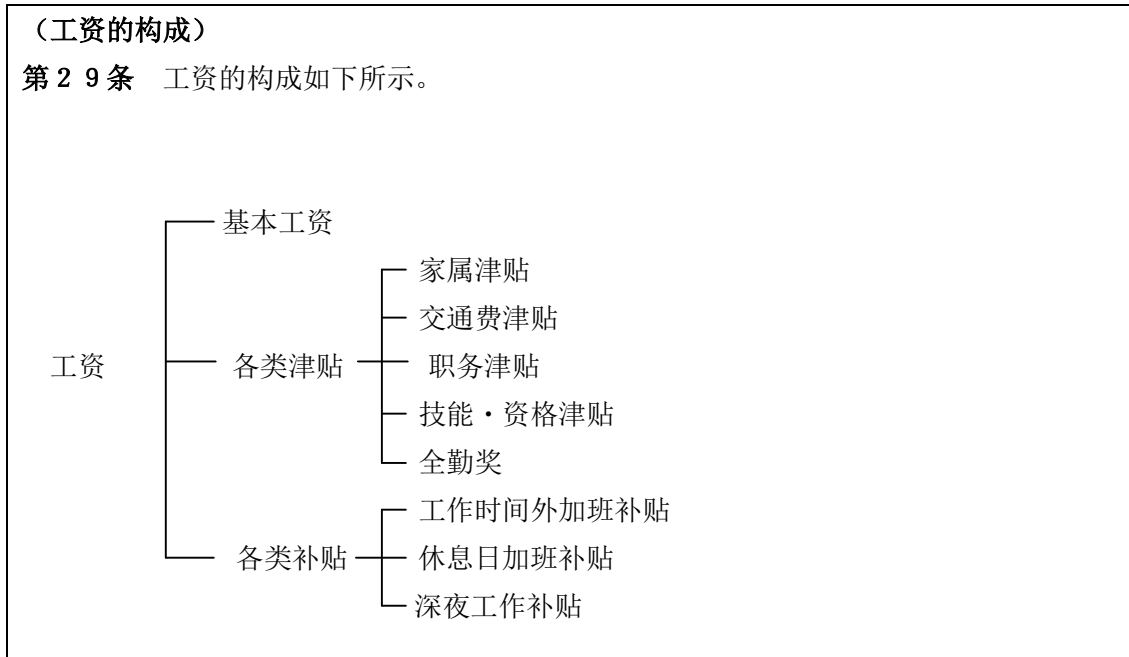 （工资的构成）
第２９条　工资的构成如下所示。
基本工资
家属津贴
交通费津贴
工资　各类津贴　职务津贴
技能・资格津贴
全勤奖
工作时间外加班补贴
各类补贴　休息日加班补贴
深夜工作补贴